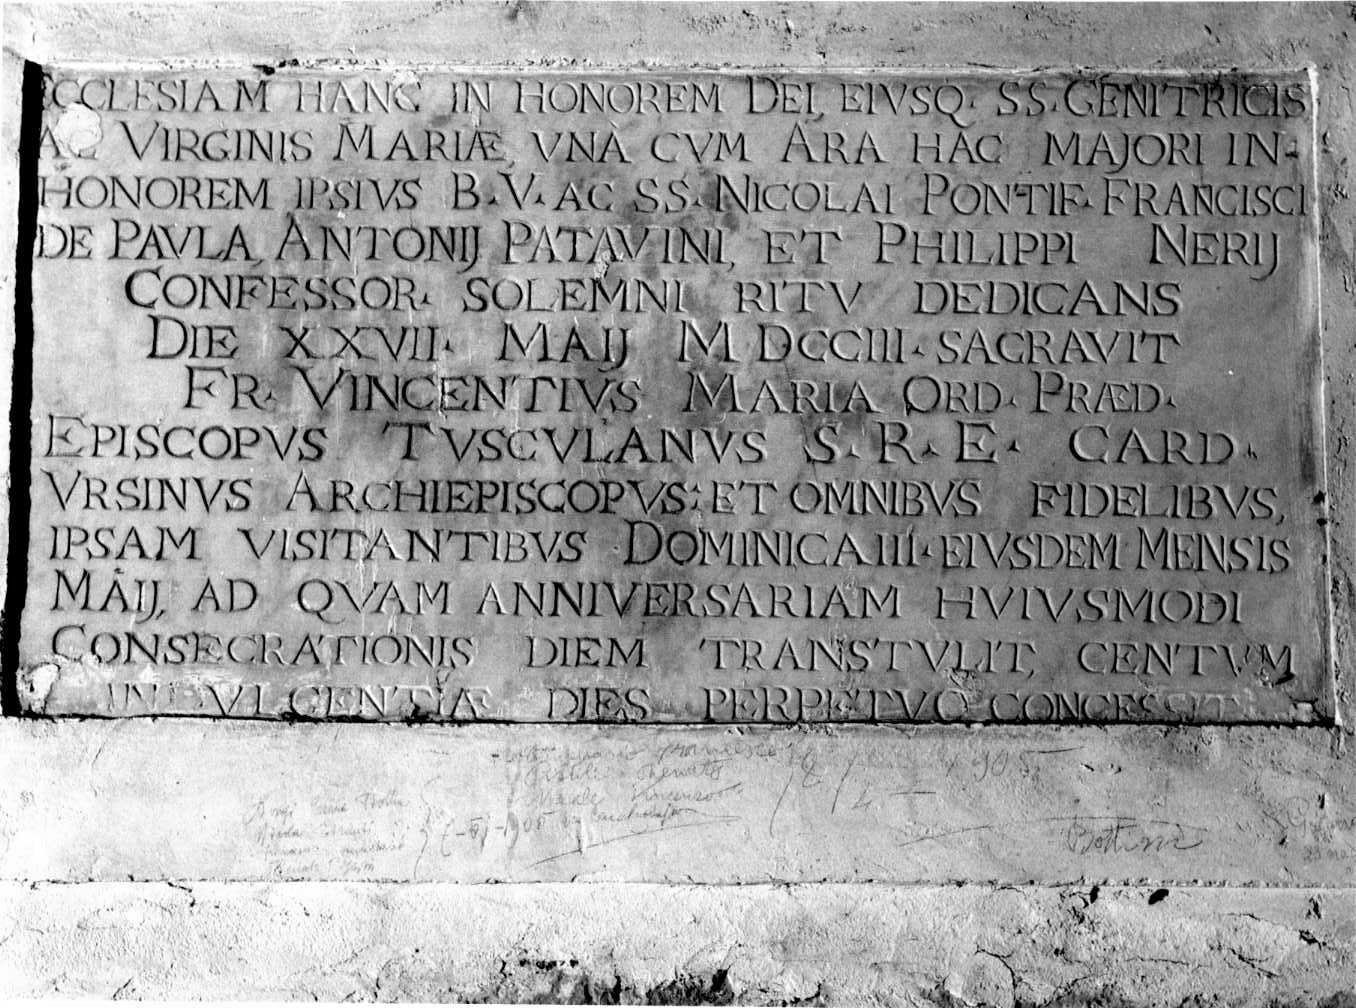 ECCLESIAM HANC IN HONOREM DEI, EIVSQ. SS. GENITRICIS
AC VIRGINIS MARIÆ, VNA CVM ARA HAC MAJORI IN
HONOREM IPSIVS B.V. AC SS. NICOLAI PONTIF. FRANCISCI
DE PAVLA, ANTONIJ PATAVINI, ET PHILIPPI NERIJ
CONFESSOR. SOLEMNI RITV DEDICANS
DIE XXVII. MAIJ MDCCIII. SACRAVIT
FR. VINCENTIVS MARIA ORD. PRÆD.
EPISCOPVS TVSCVLANVS S.R.E. CARD.
VRSINVS ARCHIEPISCOPVS: ET OMNIBVS FIDELIBVS,
IPSAM VISITANTIBVS DOMINICA III. EIVSDEM MENSIS
MAIJ, AD QVAM ANNIVERSARIAM HVIVSMODI
CONSECRATIONIS DIEM TRANSTVLIT, CENTVM
INDVLGENTIÆ DIES PERPETVO CONCESSIT
1905
1905
Bottini